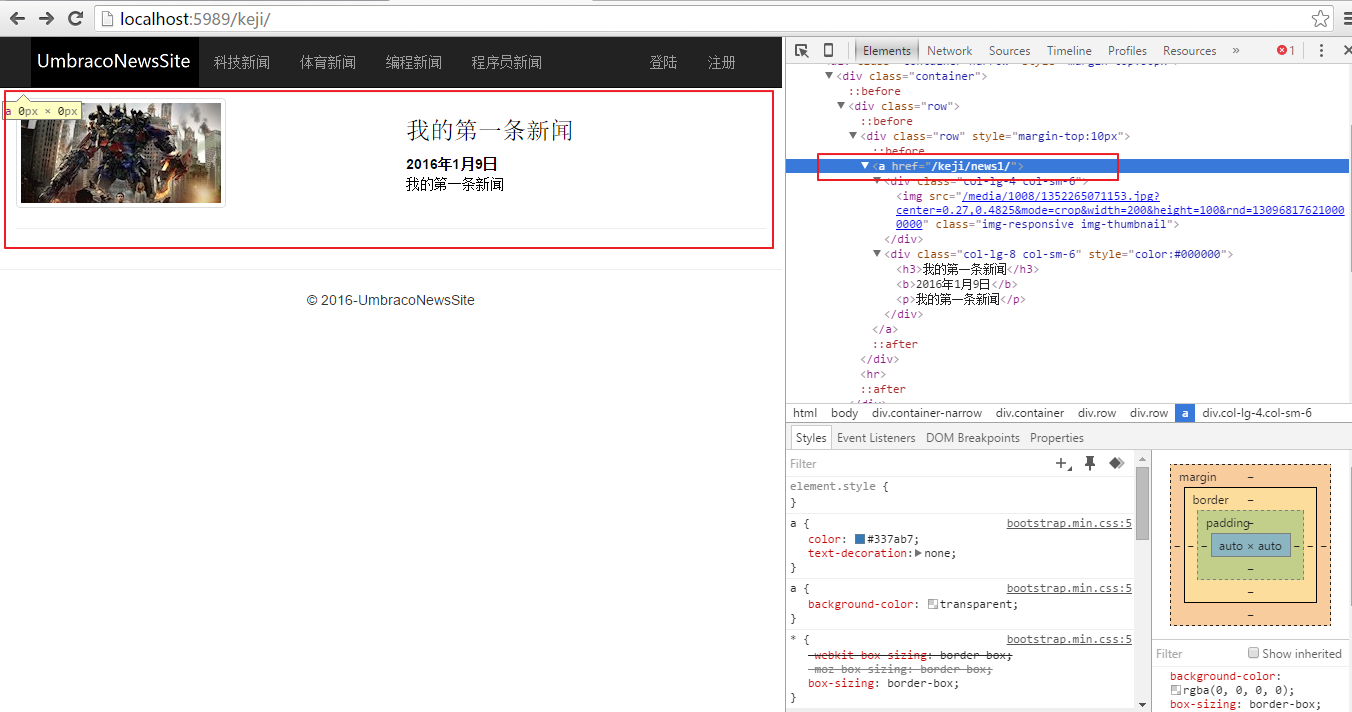 localhost:5989/keji/
UmbracoNewsSite 科技新闻 体育新闻 编程新闻 程序员新闻 登陆 注册
a 0px × 0px
我的第一条新闻
2016年1月9日
我的第一条新闻
© 2016-UmbracoNewsSite
Elements Network Sources Timeline Profiles Resources » 1
<div class="container">
::before
<div class="row">
::before
<div class="row" style="margin-top:10px">
::before
<a href="/keji/news1/">
<div class="col-lg-4 col-sm-6">
<img src="/media/1008/1352265071153.jpg?
center=0.27,0.4825&mode=crop&width=200&height=100&rnd=13096817621000
0000" class="img-responsive img-thumbnail">
</div>
<div class="col-lg-8 col-sm-6" style="color:#000000">
<h3>我的第一条新闻</h3>
<b>2016年1月9日</b>
<p>我的第一条新闻</p>
</div>
</a>
::after
</div>
<hr>
::after
html body div.container-narrow div.container div.row div.row a div.col-lg-4.col-sm-6
Styles Event Listeners DOM Breakpoints Properties
Filter
element.style {
}
a { bootstrap.min.css:5
color: #337ab7;
text-decoration: none;
}
a { bootstrap.min.css:5
background-color: transparent;
}
* { bootstrap.min.css:5
-webkit-box-sizing: border-box;
-moz-box-sizing: border-box;
box-sizing: border-box;
}
margin –
border –
padding –
– – – auto × auto – – –
–
–
–
Filter Show inherited
background-color:
rgba(0, 0, 0, 0);
box-sizing: border-box;